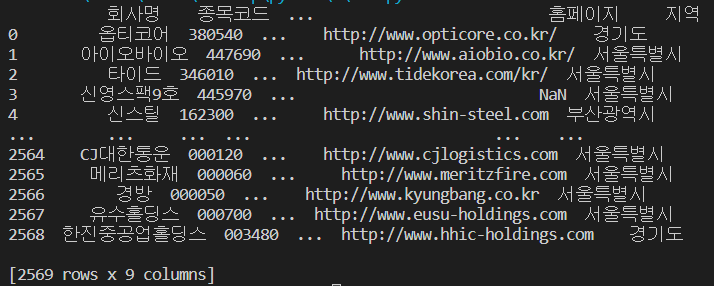 회사명 종목코드 ... 홈페이지 지역
0 옵티코어 380540 ... http://www.opticore.co.kr/ 경기도
1 아이오바이오 447690 ... http://www.aiobio.co.kr/ 서울특별시
2 타이드 346010 ... http://www.tidekorea.com/kr/ 서울특별시
3 신영스팩9호 445970 ... NaN 서울특별시
4 신스틸 162300 ... http://www.shin-steel.com 부산광역시
... ... ... ... ... ...
2564 CJ대한통운 000120 ... http://www.cjlogistics.com 서울특별시
2565 메리츠화재 000060 ... http://www.meritzfire.com 서울특별시
2566 경방 000050 ... http://www.kyungbang.co.kr 서울특별시
2567 유수홀딩스 000700 ... http://www.eusu-holdings.com 서울특별시
2568 한진중공업홀딩스 003480 ... http://www.hhic-holdings.com 경기도
[2569 rows x 9 columns]